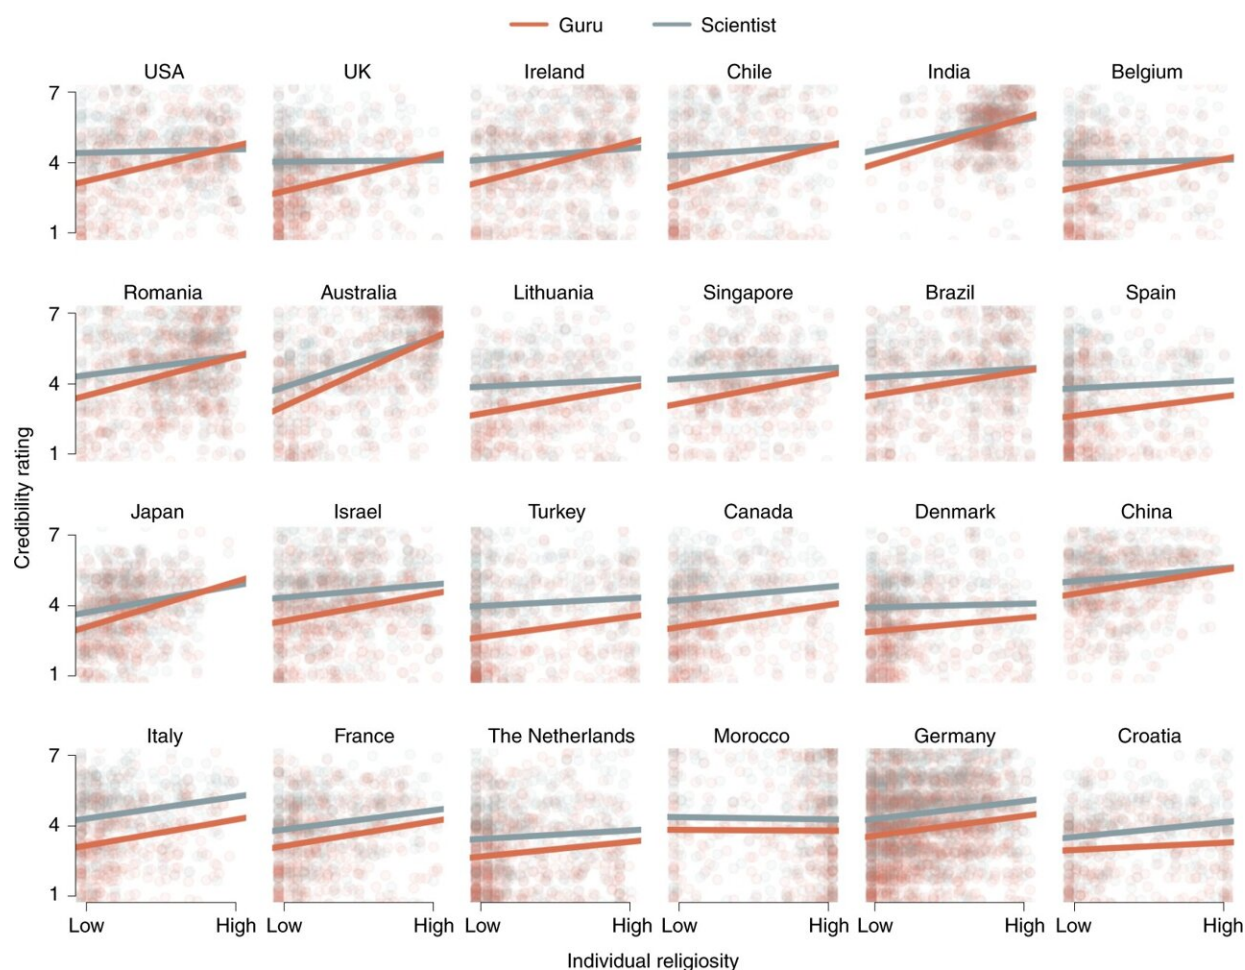 Guru Scientist
USA UK Ireland Chile India Belgium
7
4
1
Romania Australia Lithuania Singapore Brazil Spain
7
4
1
Credibility rating
Japan Israel Turkey Canada Denmark China
7
4
1
Italy France The Netherlands Morocco Germany Croatia
7
4
1
Low High Low High Low High Low High Low High Low High
Individual religiosity